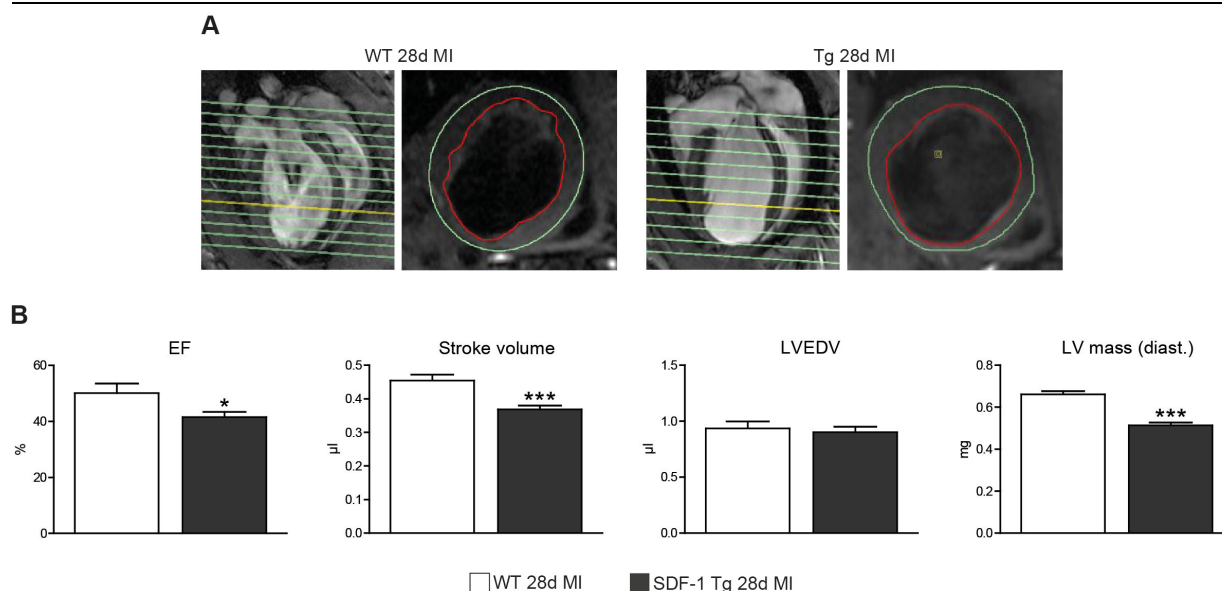 A
WT 28d MI
Tg 28d MI
B
EF
60
40
20
0
%
*
Stroke volume
0.5
0.4
0.3
0.2
0.1
0.0
µl
***
LVEDV
1.5
1.0
0.5
0.0
µl
LV mass (diast.)
0.8
0.6
0.4
0.2
0.0
mg
***
WT 28d MI
SDF-1 Tg 28d MI